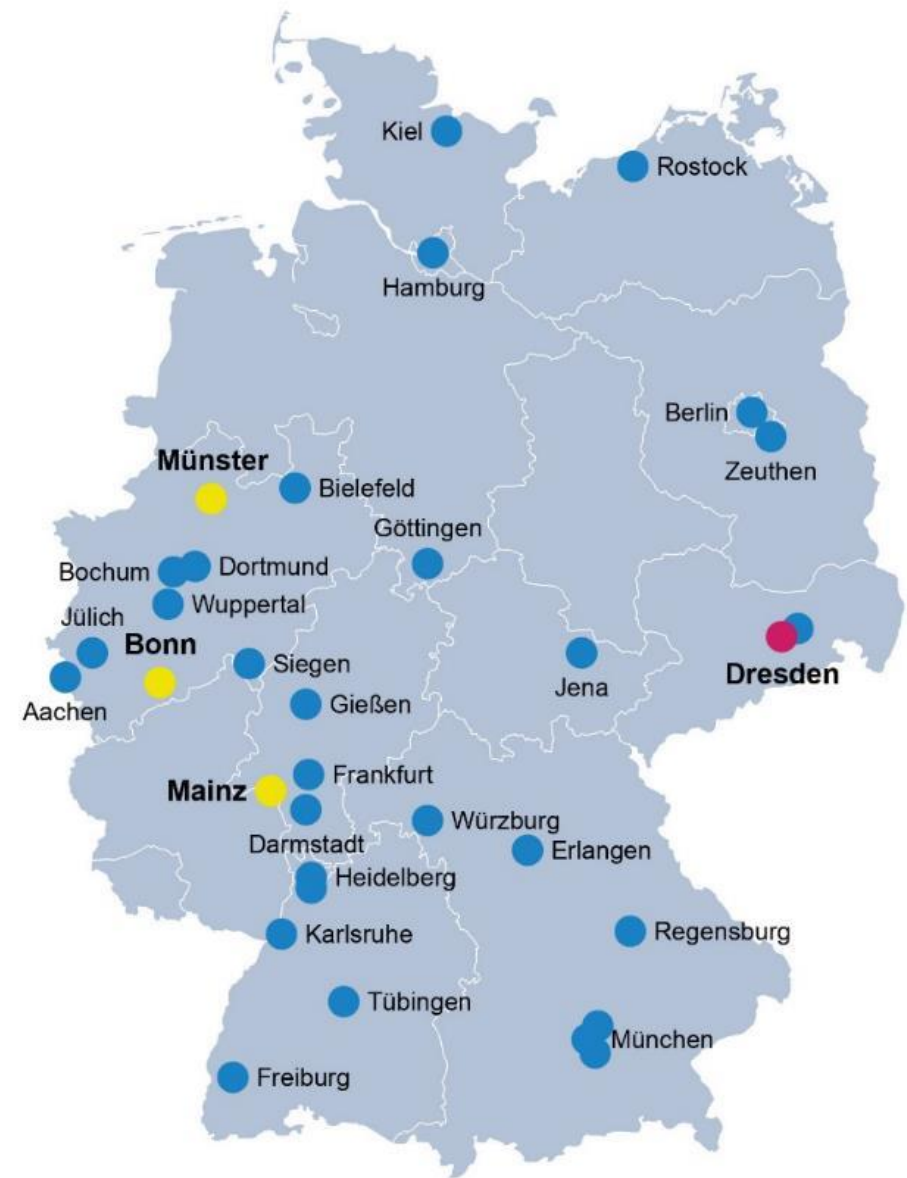 Kiel
Rostock
Hamburg
Berlin
Zeuthen
Münster
Bielefeld
Göttingen
Bochum
Dortmund
Wuppertal
Jülich
Bonn
Siegen
Aachen
Gießen
Jena
Dresden
Frankfurt
Mainz
Darmstadt
Würzburg
Erlangen
Heidelberg
Karlsruhe
Regensburg
Tübingen
München
Freiburg